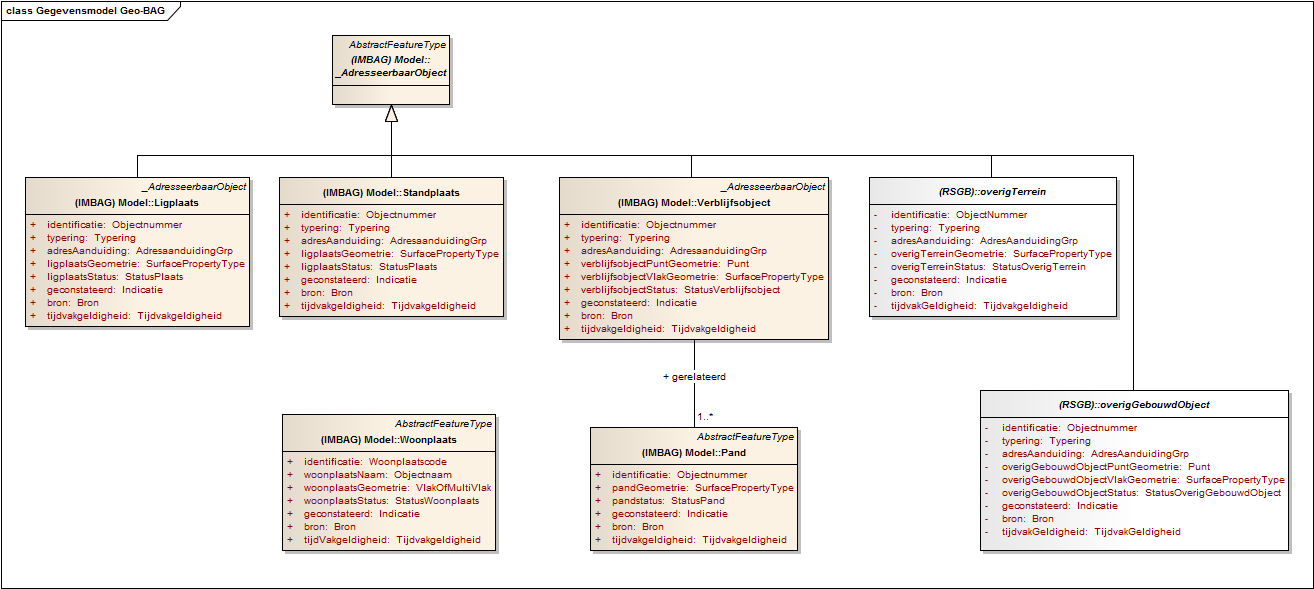 class Gegevensmodel Geo-BAG
AbstractFeatureType
(IMBAG) Model::
_AdresseerbaarObject
_AdresseerbaarObject
(IMBAG) Model::Ligplaats
+ identificatie: Objectnummer
+ typering: Typering
+ adresAanduiding: AdresaanduidingGrp
+ ligplaatsGeometrie: SurfacePropertyType
+ ligplaatsStatus: StatusPlaats
+ geconstateerd: Indicatie
+ bron: Bron
+ tijdvakgeldigheid: Tijdvakgeldigheid
(IMBAG) Model::Standplaats
+ identificatie: Objectnummer
+ typering: Typering
+ adresAanduiding: AdresaanduidingGrp
+ ligplaatsGeometrie: SurfacePropertyType
+ ligplaatsStatus: StatusPlaats
+ geconstateerd: Indicatie
+ bron: Bron
+ tijdvakgeldigheid: Tijdvakgeldigheid
_AdresseerbaarObject
(IMBAG) Model::Verblijfsobject
+ identificatie: Objectnummer
+ typering: Typering
+ adresAanduiding: AdresaanduidingGrp
+ verblijfsobjectPuntGeometrie: Punt
+ verblijfsobjectVlakGeometrie: SurfacePropertyType
+ verblijfsobjectStatus: StatusVerblijfsobject
+ geconstateerd: Indicatie
+ bron: Bron
+ tijdvakgeldigheid: Tijdvakgeldigheid
(RSGB)::overigTerrein
- identificatie: ObjectNummer
- typering: Typering
- adresAanduiding: AdresAanduidingGrp
- overigTerreinGeometrie: SurfacePropertyType
- overigTerreinStatus: StatusOverigTerrein
- geconstateerd: Indicatie
- bron: Bron
- tijdvakGeldigheid: Tijdvakgeldigheid
+ gerelateerd
1..*
AbstractFeatureType
(IMBAG) Model::Woonplaats
+ identificatie: Woonplaatscode
+ woonplaatsNaam: Objectnaam
+ woonplaatsGeometrie: VlakOfMultiVlak
+ woonplaatsStatus: StatusWoonplaats
+ geconstateerd: Indicatie
+ bron: Bron
+ tijdVakgeldigheid: Tijdvakgeldigheid
AbstractFeatureType
(IMBAG) Model::Pand
+ identificatie: Objectnummer
+ pandGeometrie: SurfacePropertyType
+ pandstatus: StatusPand
+ geconstateerd: Indicatie
+ bron: Bron
+ tijdvakgeldigheid: Tijdvakgeldigheid
(RSGB)::overigGebouwdObject
- identificatie: Objectnummer
- typering: Typering
- adresAanduiding: AdresAanduidingGrp
- overigGebouwdObjectPuntGeometrie: Punt
- overigGebouwdObjectVlakGeometrie: SurfacePropertyType
- overigGebouwdObjectStatus: StatusOverigGebouwdObject
- geconstateerd: Indicatie
- bron: Bron
- tijdvakGeldigheid: TijdvakGeldigheid